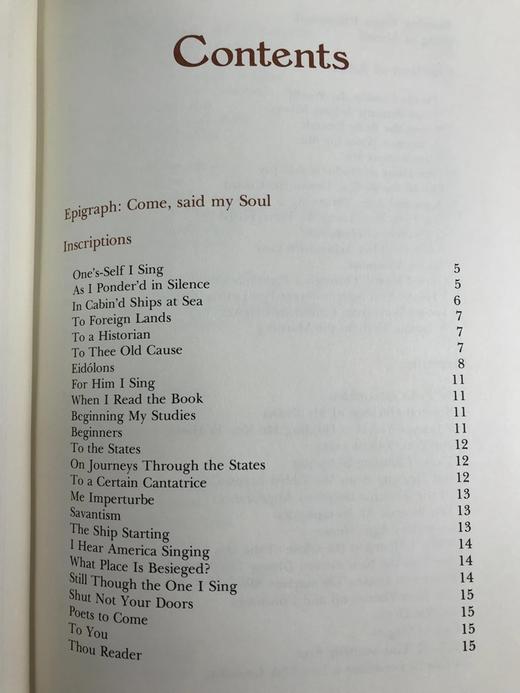 Contents
Epigraph: Come, said my Soul
Inscriptions
One's-Self I Sing 5
As I Ponder'd in Silence 5
In Cabin'd Ships at Sea 6
To Foreign Lands 7
To a Historian 7
To Thee Old Cause 7
Eidólons 8
For Him I Sing 11
When I Read the Book 11
Beginning My Studies 11
Beginners 11
To the States 12
On Journeys Through the States 12
To a Certain Cantatrice 12
Me Imperturbe 13
Savantism 13
The Ship Starting 13
I Hear America Singing 14
What Place Is Besieged? 14
Still Though the One I Sing 14
Shut Not Your Doors 15
Poets to Come 15
To You 15
Thou Reader 15